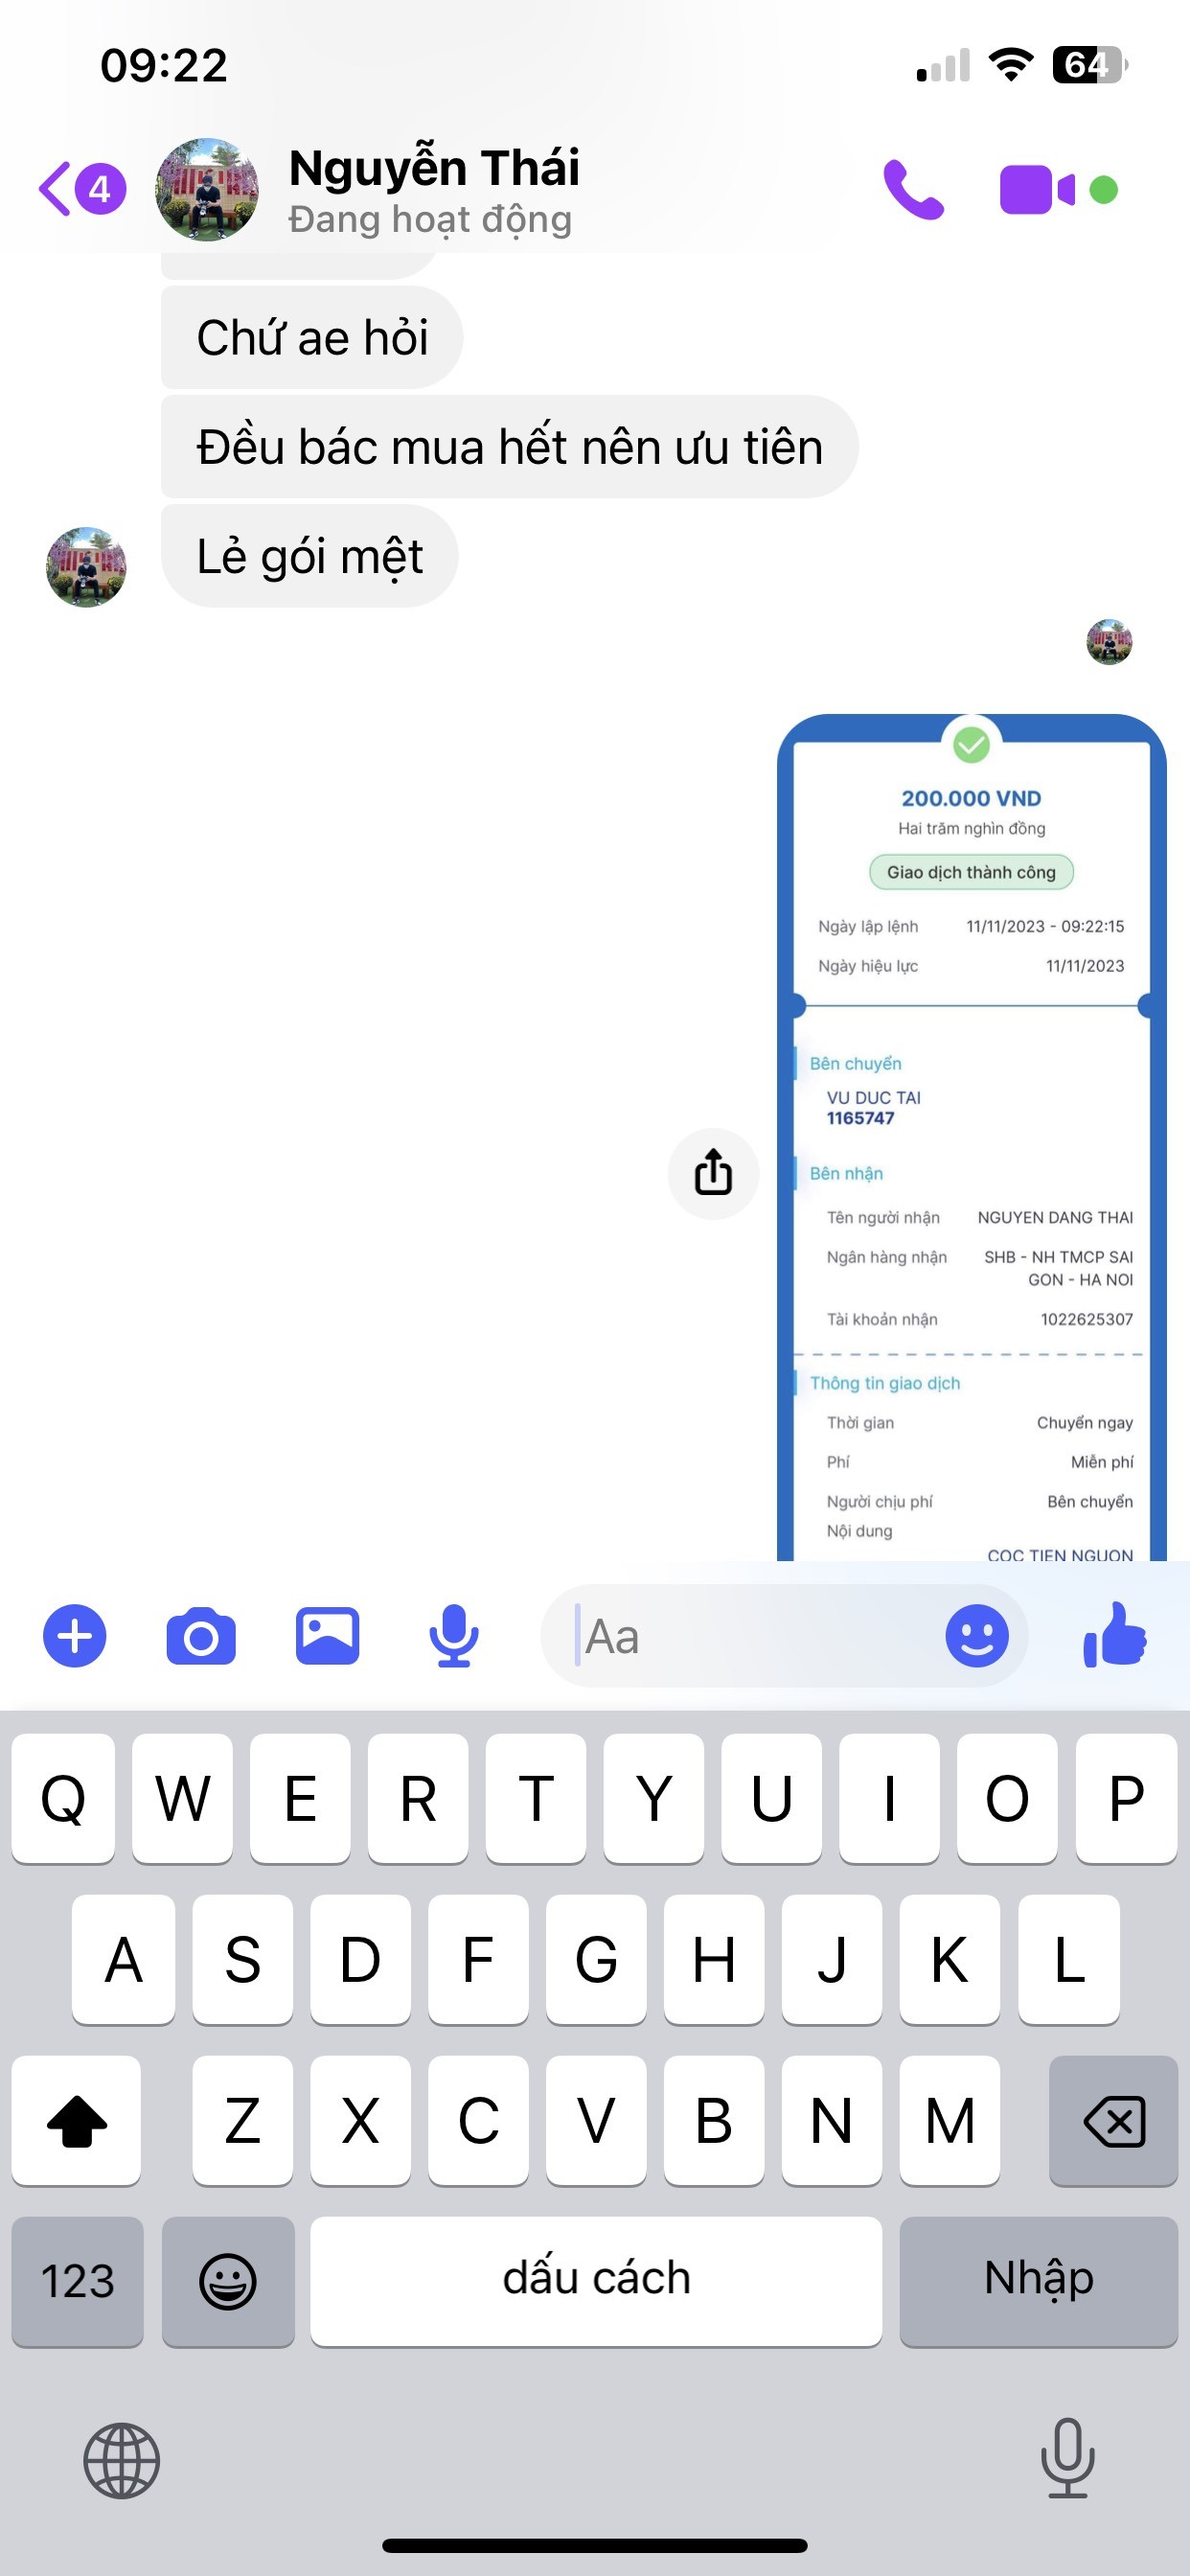 09:22
64
4
Nguyễn Thái
Đang hoạt động
Chứ ae hỏi
Đều bác mua hết nên ưu tiên
Lẻ gói mệt
200.000 VND
Hai trăm nghìn đồng
Giao dịch thành công
Ngày lập lệnh 11/11/2023 - 09:22:15
Ngày hiệu lực 11/11/2023
Bên chuyển
VU DUC TAI
1165747
Bên nhận
Tên người nhận NGUYEN DANG THAI
Ngân hàng nhận SHB - NH TMCP SAI
GON - HA NOI
Tài khoản nhận 1022625307
Thông tin giao dịch
Thời gian Chuyển ngay
Phí Miễn phí
Người chịu phí Bên chuyển
Nội dung
COC TIEN NGUON
Aa
Q W E R T Y U I O P
A S D F G H J K L
Z X C V B N M
123 dấu cách Nhập